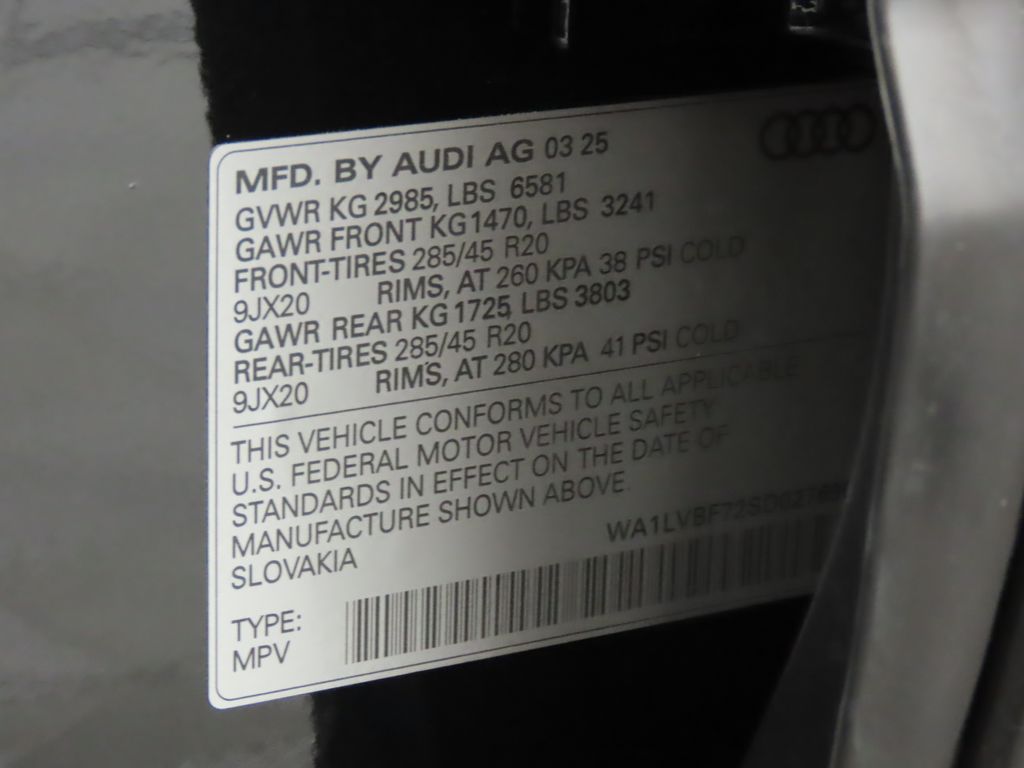 MFD. BY AUDI AG 03 25
GVWR KG 2985, LBS 6581
GAWR FRONT KG1470, LBS 3241
FRONT-TIRES 285/45 R20
9JX20 RIMS, AT 260 KPA 38 PSI COLD
GAWR REAR KG 1725, LBS 3803
REAR-TIRES 285/45 R20
9JX20 RIMS, AT 280 KPA 41 PSI COLD
THIS VEHICLE CONFORMS TO ALL APPLICABLE
U.S. FEDERAL MOTOR VEHICLE SAFETY
STANDARDS IN EFFECT ON THE DATE OF
MANUFACTURE SHOWN ABOVE.
SLOVAKIA
TYPE:
MPV